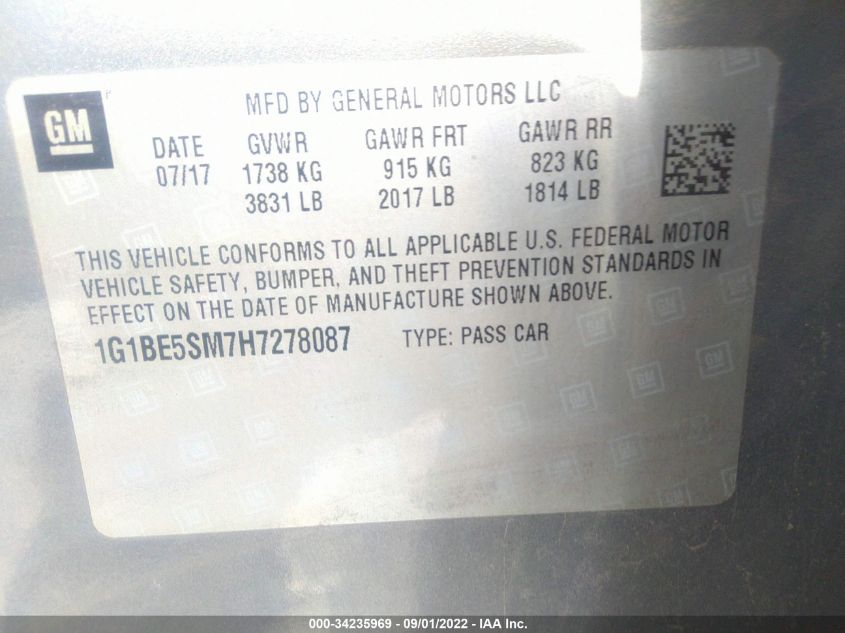 GM
MFD BY GENERAL MOTORS LLC
DATE GVWR GAWR FRT GAWR RR
07/17 1738 KG 915 KG 823 KG
3831 LB 2017 LB 1814 LB
THIS VEHICLE CONFORMS TO ALL APPLICABLE U.S. FEDERAL MOTOR
VEHICLE SAFETY, BUMPER, AND THEFT PREVENTION STANDARDS IN
EFFECT ON THE DATE OF MANUFACTURE SHOWN ABOVE.
1G1BE5SM7H7278087 TYPE: PASS CAR
000-34235969 - 09/01/2022 - IAA Inc.